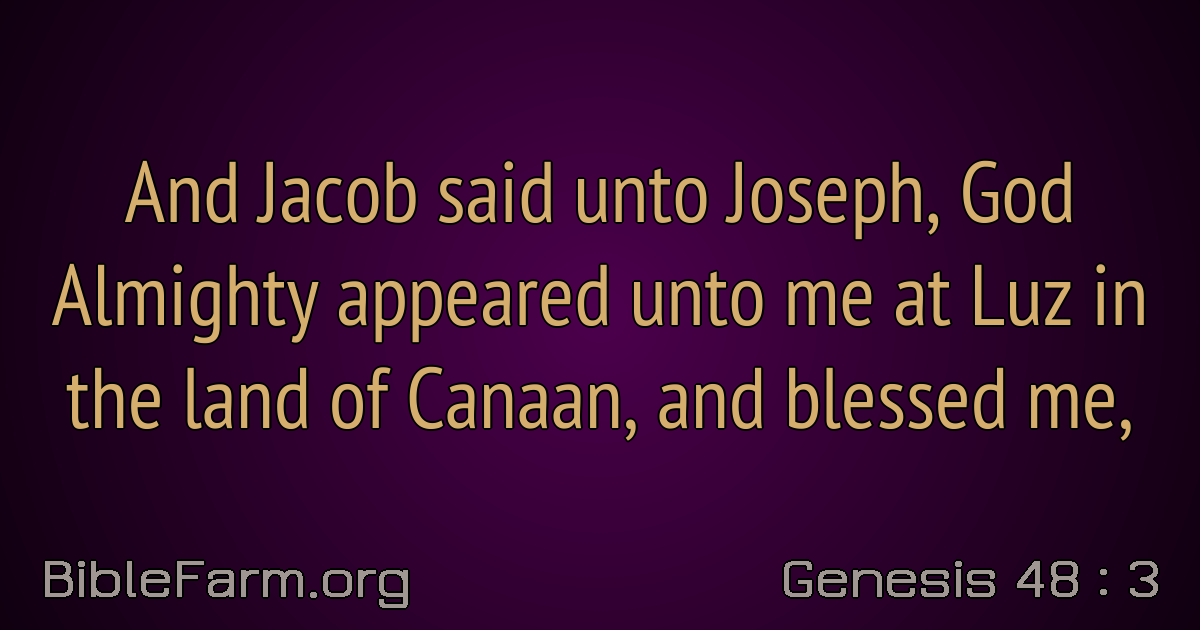 And Jacob said unto Joseph, God
Almighty appeared unto me at Luz in
the land of Canaan, and blessed me,
BibleFarm.org
Genesis 48 : 3